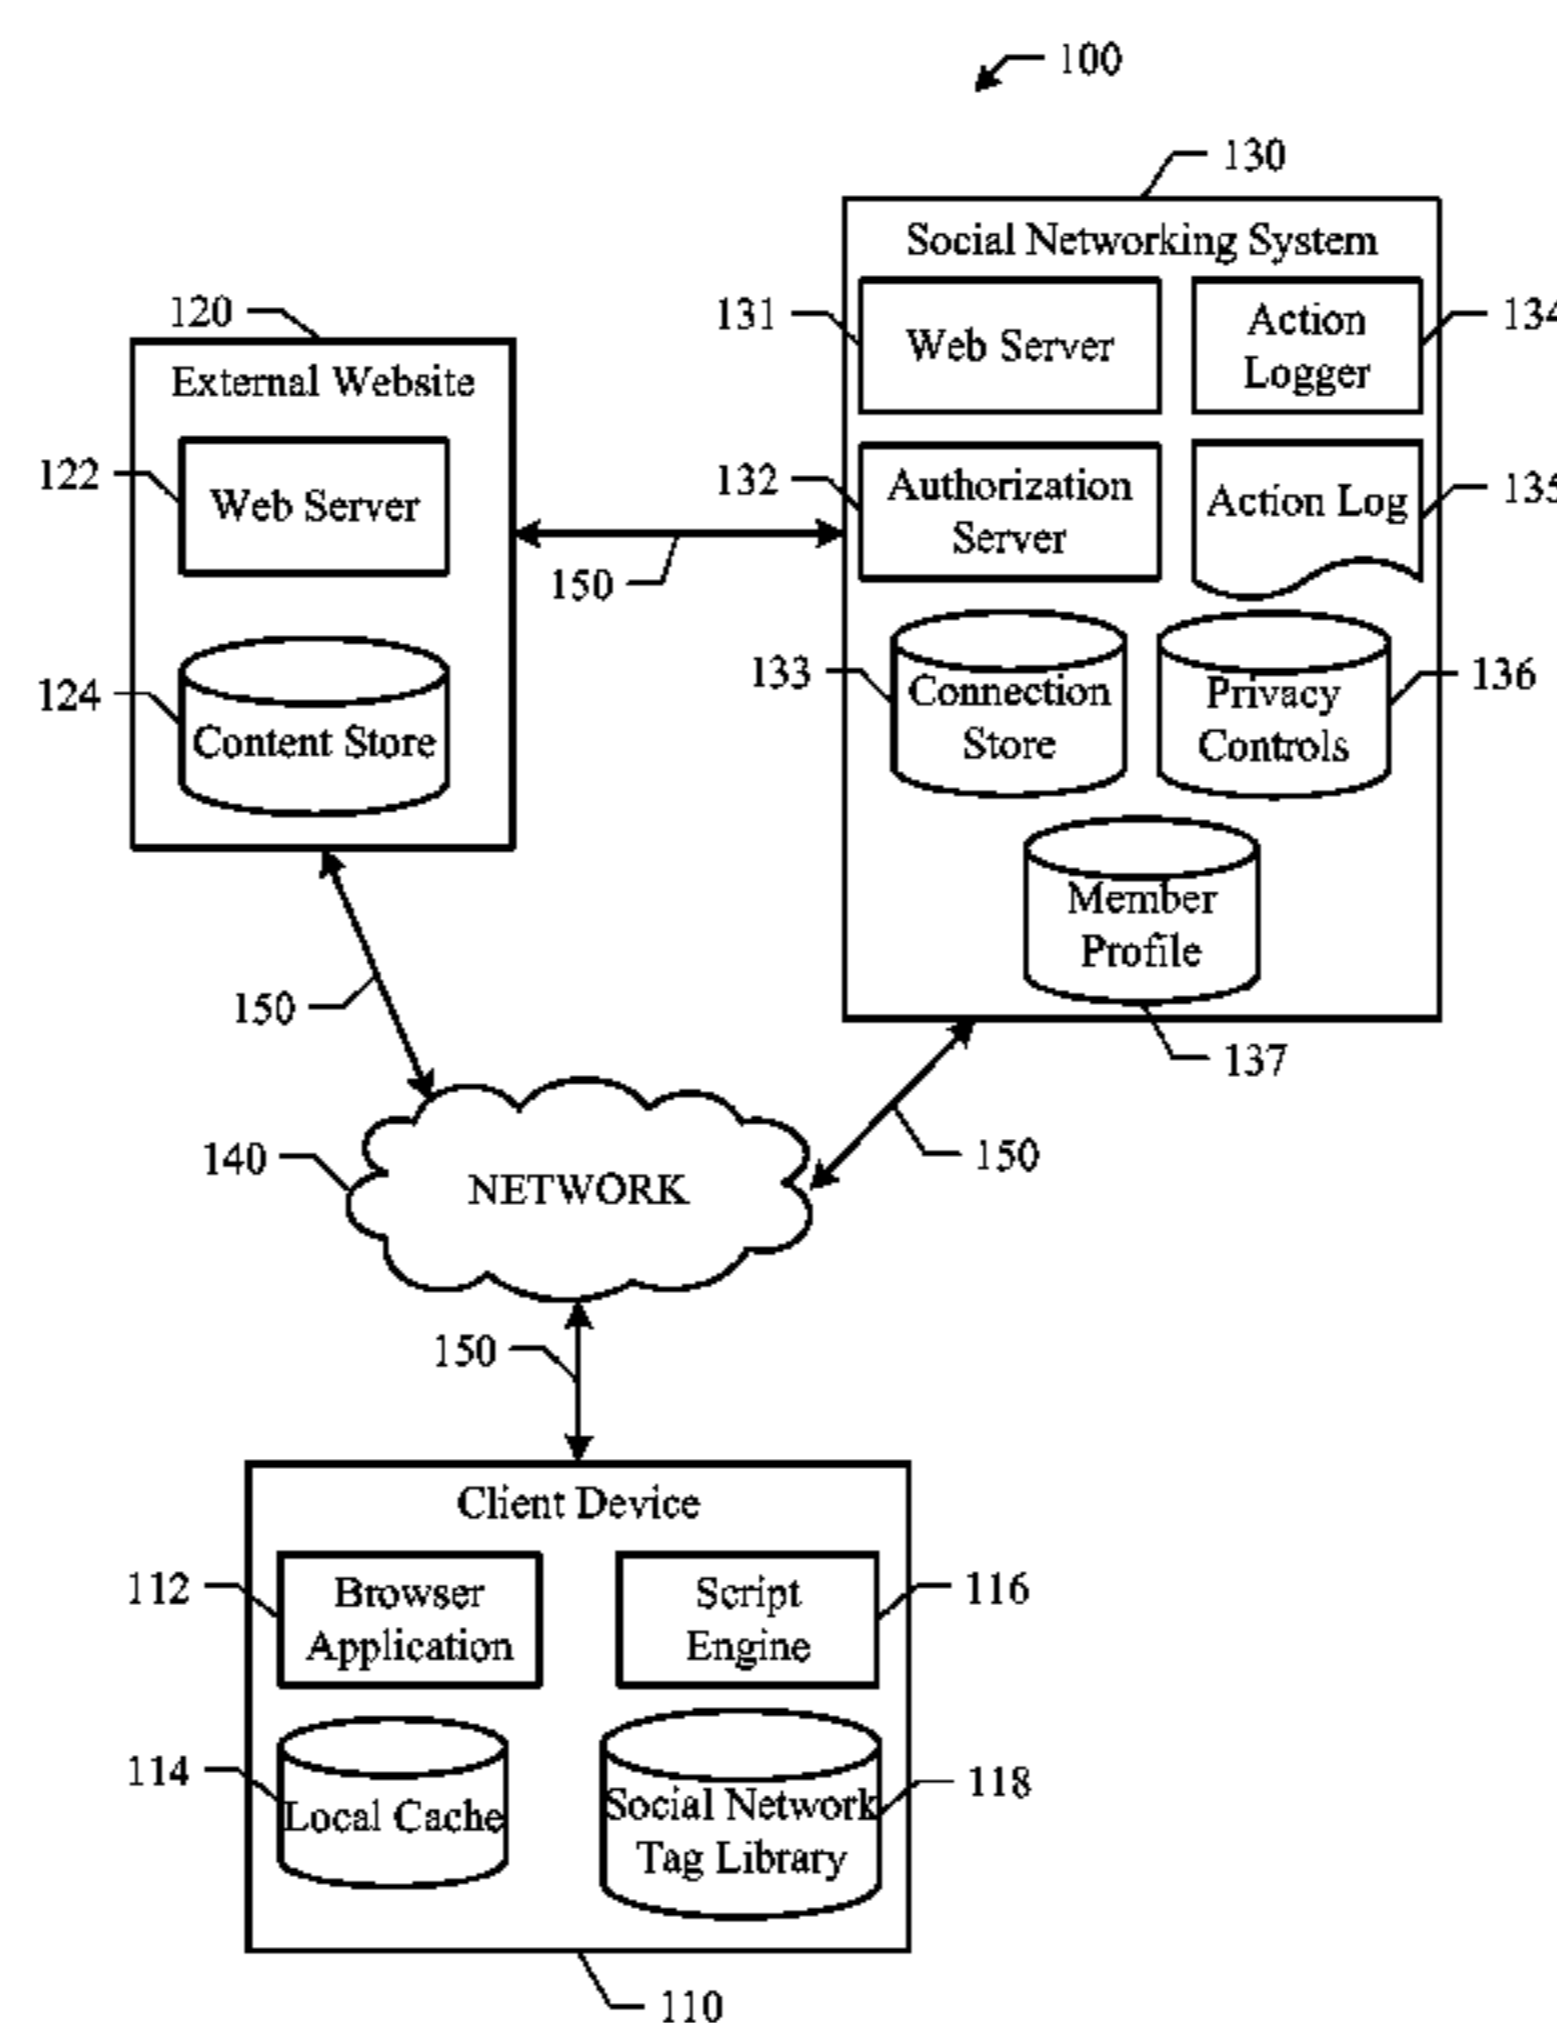 100
130
Social Networking System
131
Web Server
Action
Logger
134
120
External Website
122
Web Server
132
Authorization
Server
Action Log
135
150
124
Content Store
133
Connection
Store
Privacy
Controls
136
Member
Profile
137
150
150
140
NETWORK
150
Client Device
112
Browser
Application
Script
Engine
116
114
Local Cache
Social Network
Tag Library
118
110